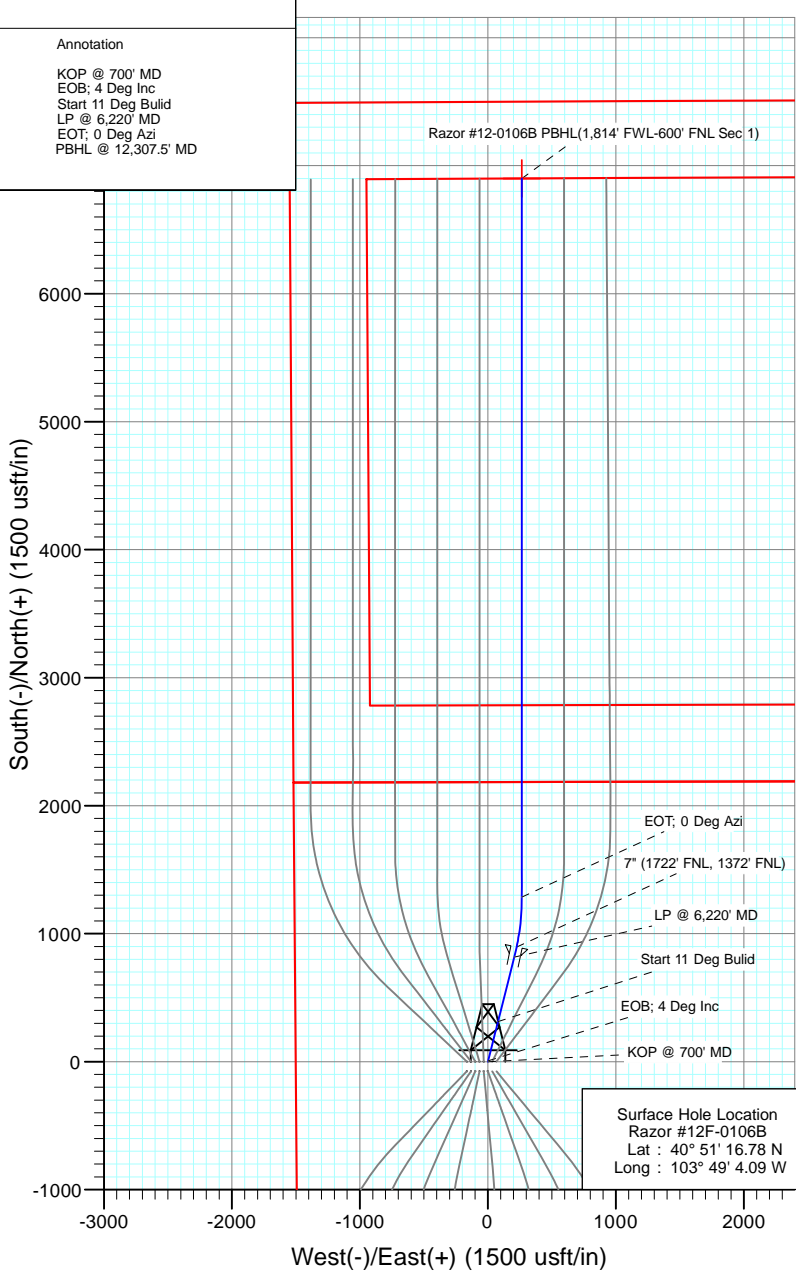 Annotation
KOP @ 700' MD
EOB; 4 Deg Inc
Start 11 Deg Bulid
LP @ 6,220' MD
EOT; 0 Deg Azi
PBHL @ 12,307.5' MD
Razor #12-0106B PBHL(1,814' FWL-600' FNL Sec 1)
6000
5000
4000
3000
2000
1000
0
-1000
South(-)/North(+) (1500 usft/in)
EOT; 0 Deg Azi
7" (1722' FNL, 1372' FNL)
LP @ 6,220' MD
Start 11 Deg Bulid
EOB; 4 Deg Inc
KOP @ 700' MD
Surface Hole Location
Razor #12F-0106B
Lat : 40° 51' 16.78 N
Long : 103° 49' 4.09 W
-3000 -2000 -1000 0 1000 2000
West(-)/East(+) (1500 usft/in)